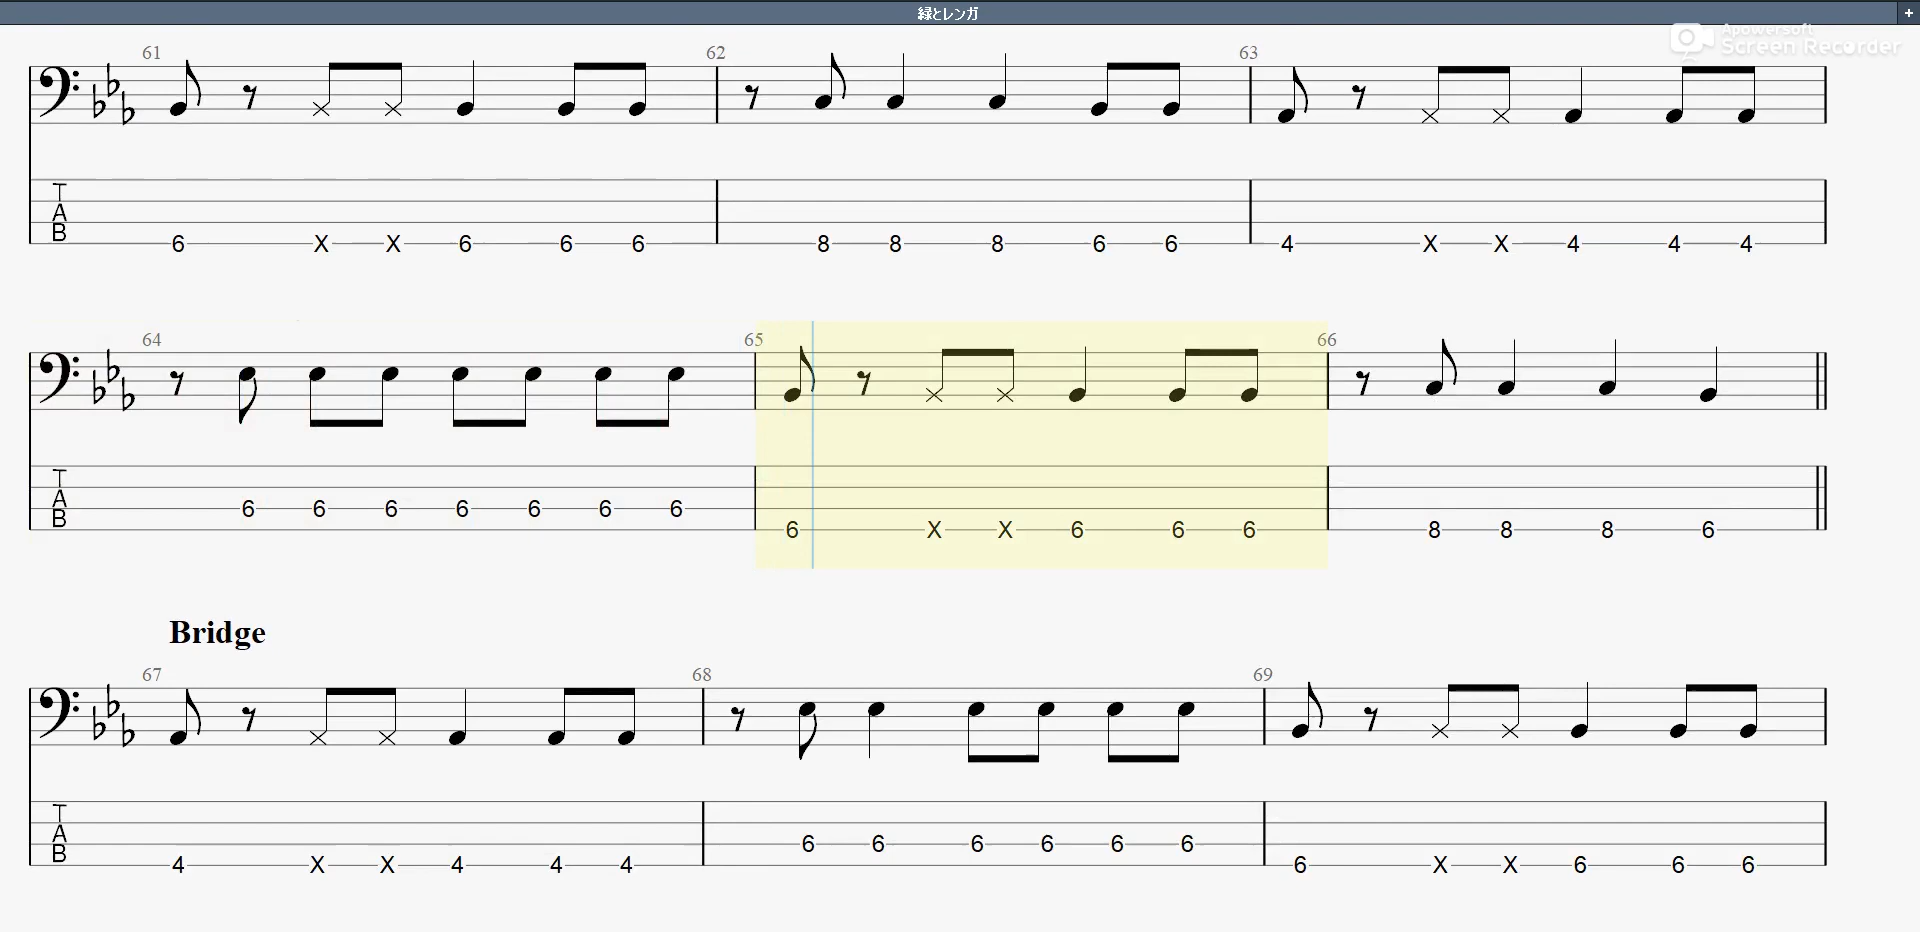 緑とレンガ
+
Apowersoft
Screen Recorder
61 62 63
T
A
B
6 X X 6 6 6 8 8 8 6 6 4 X X 4 4 4
64 65 66
T
A
B
6 6 6 6 6 6 6
6 X X 6 6 6 8 8 8 6
Bridge
67 68 69
T
A
B
6 6 6 6 6 6
4 X X 4 4 4 6 X X 6 6 6